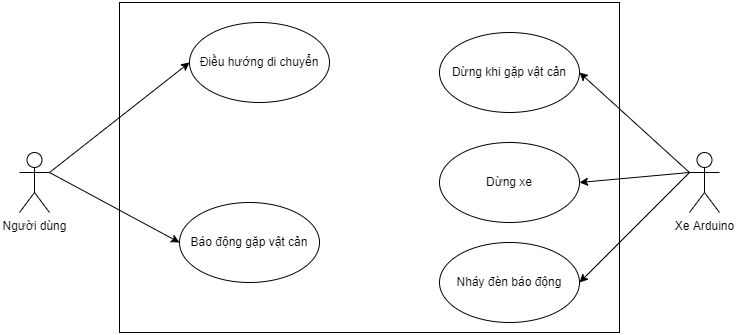 Điều hướng di chuyển
Dừng khi gặp vật cản
Dừng xe
Người dùng
Xe Arduino
Báo động gặp vật cản
Nháy đèn báo động